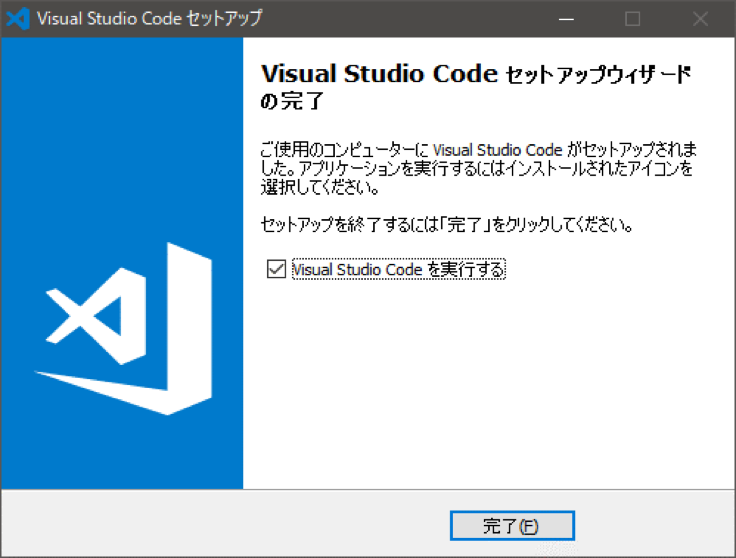 Visual Studio Code セットアップ
Visual Studio Code セットアップウィザード
の完了
ご使用のコンピューターに Visual Studio Code がセットアップされま
した。アプリケーションを実行するにはインストールされたアイコンを
選択してください。
セットアップを終了するには「完了」をクリックしてください。
Visual Studio Code を実行する
完了(F)